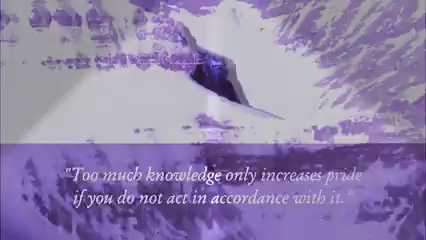 "Too much knowledge only increases pride
if you do not act in accordance with it."